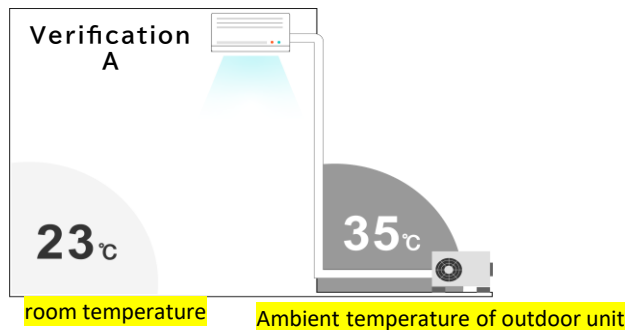 Verification
A
23℃
35℃
room temperature
Ambient temperature of outdoor unit